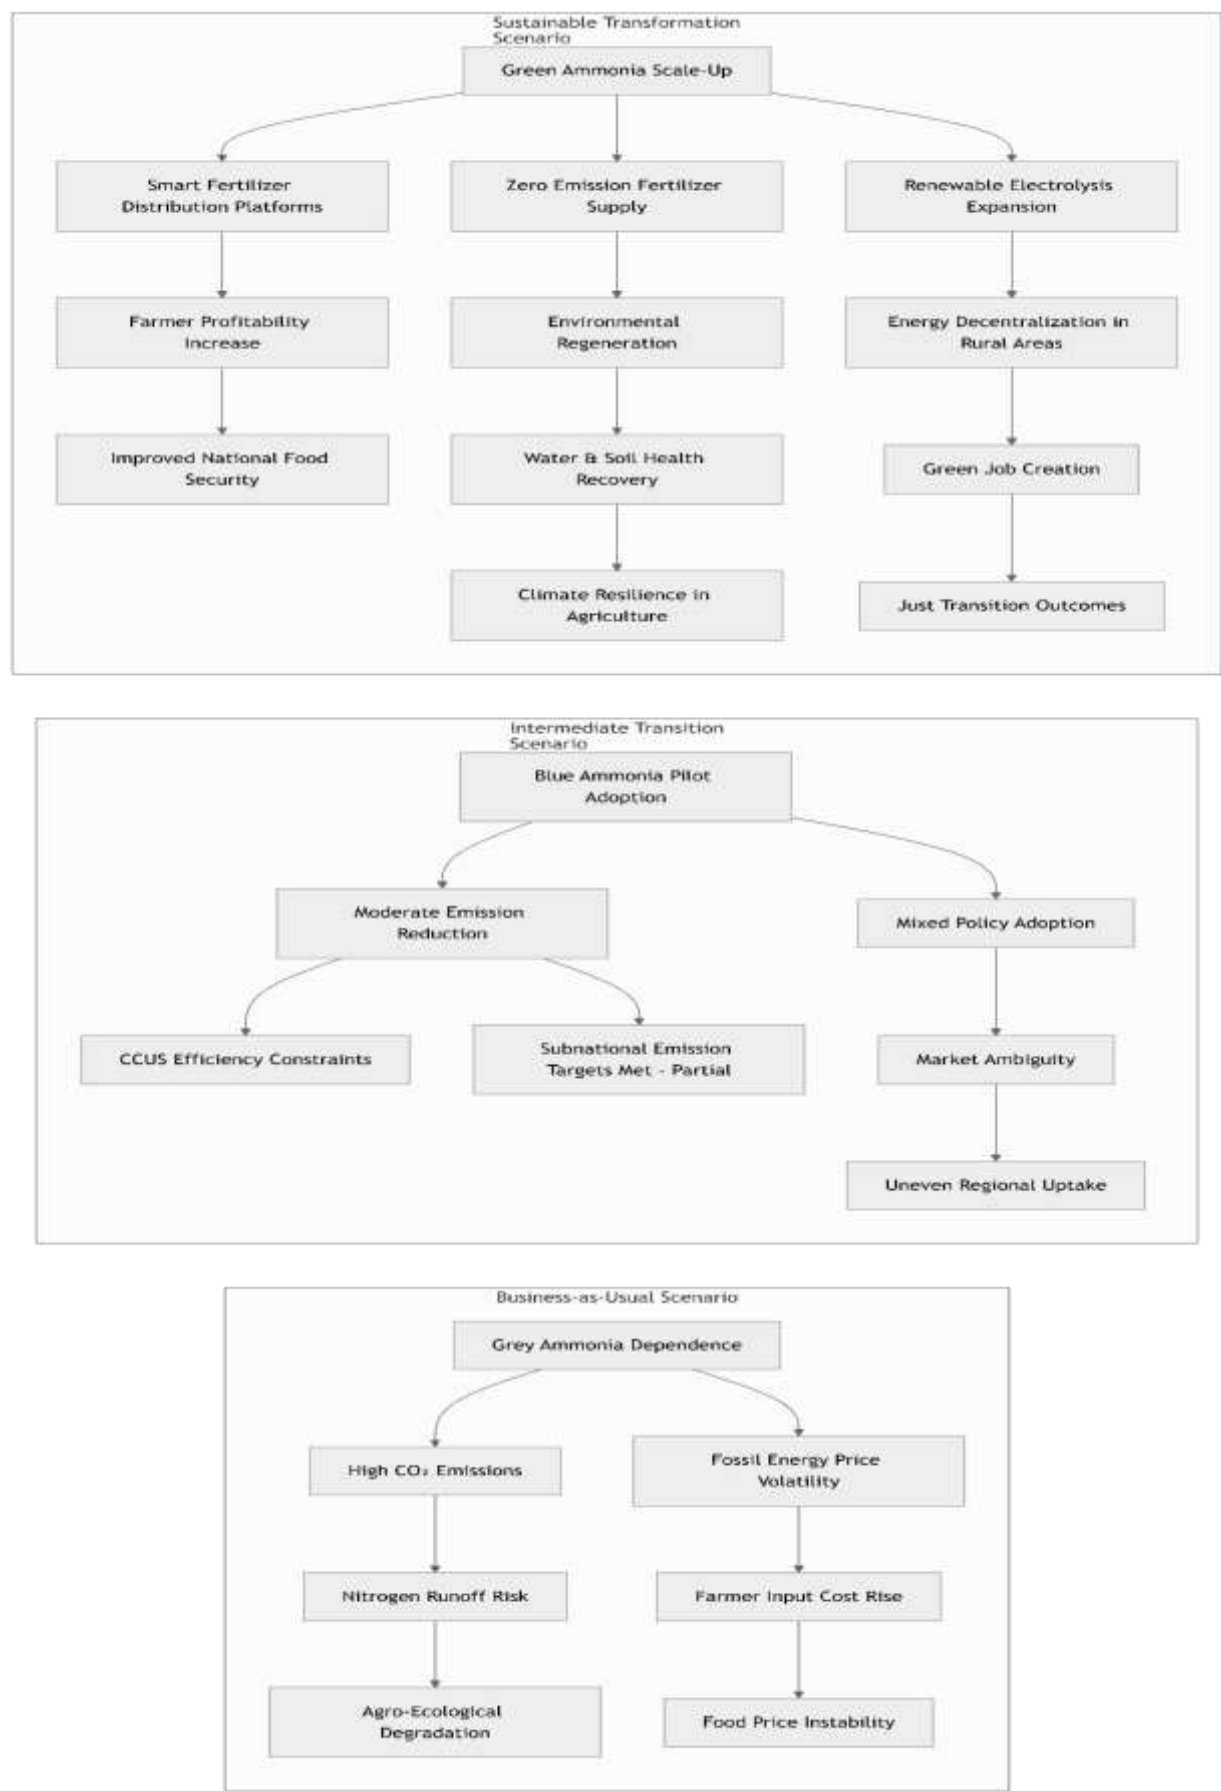 Sustainable Transformation
Scenario
Green Ammonia Scale-Up
Smart Fertilizer
Distribution Platforms
Zero Emission Fertilizer
Supply
Renewable Electrolysis
Expansion
Farmer Profitability
Increase
Environmental
Regeneration
Energy Decentralization in
Rural Areas
Improved National Food
Security
Water & Soil Health
Recovery
Green Job Creation
Climate Resilience in
Agriculture
Just Transition Outcomes
Intermediate Transition
Scenario
Blue Ammonia Pilot
Adoption
Moderate Emission
Reduction
Mixed Policy Adoption
CCUS Efficiency Constraints
Subnational Emission
Targets Met - Partial
Market Ambiguity
Uneven Regional Uptake
Business-as-Usual Scenario
Grey Ammonia Dependence
High CO₂ Emissions
Fossil Energy Price
Volatility
Nitrogen Runoff Risk
Farmer Input Cost Rise
Agro-Ecological
Degradation
Food Price Instability